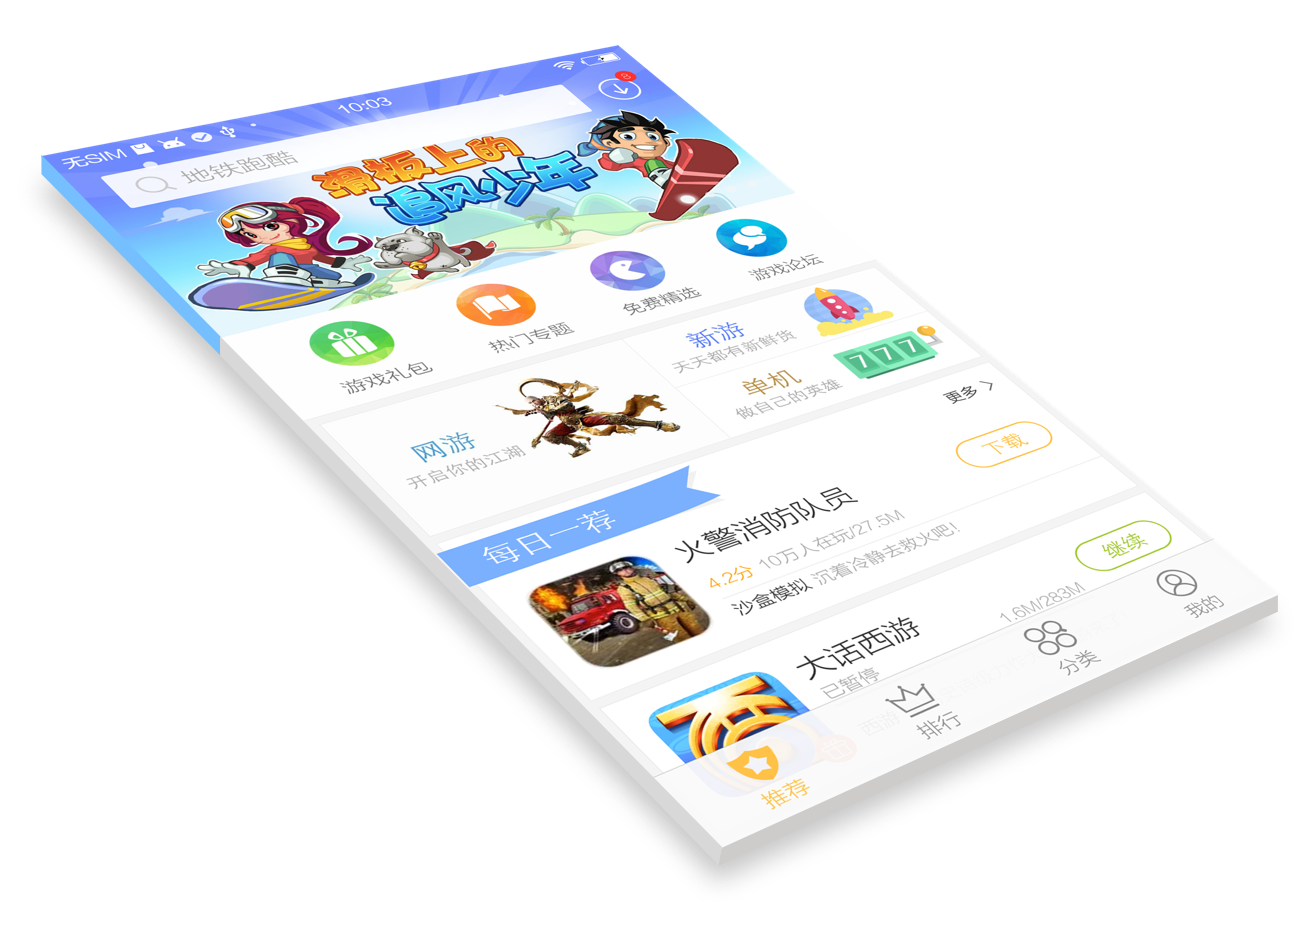 无SIM 10:03
8
地铁跑酷
滑板上的
追风少年
游戏礼包
热门专题
免费精选
游戏论坛
网游
开启你的江湖
新游
天天都有新鲜货
单机
做自己的英雄
777
每日一荐
更多
火警消防队员
4.2分 10万人在玩/27.5M
沙盒模拟 沉着冷静去救火吧!
下载
大话西游
已暂停
1.6M/283M
继续
推荐
排行
分类
我的